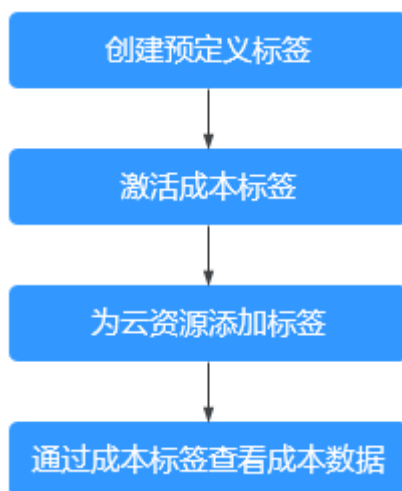 创建预定义标签
激活成本标签
为云资源添加标签
通过成本标签查看成本数据